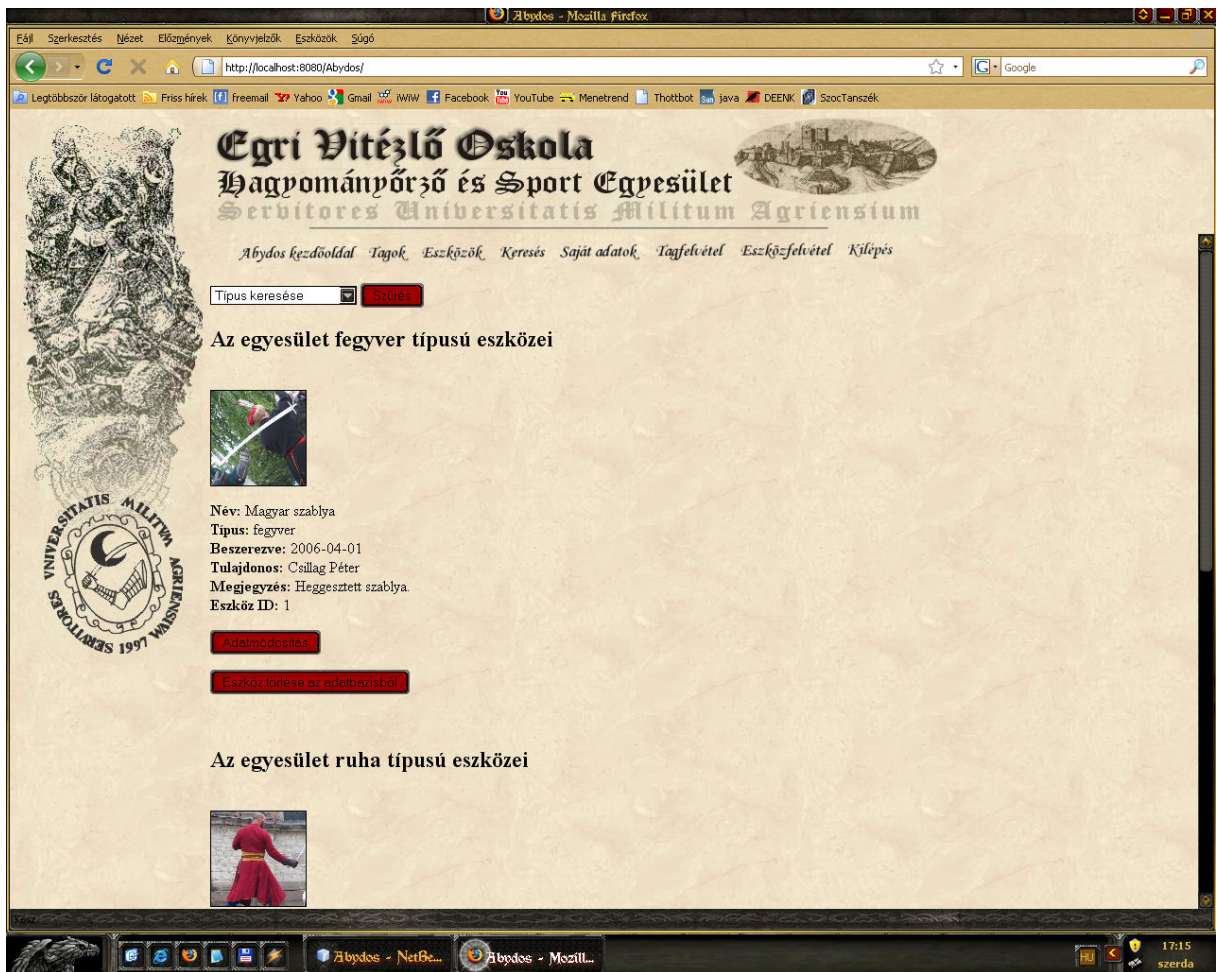 Abydos - Mozilla Firefox
Fájl Szerkesztés Nézet Előzmények Könyvjelzők Eszközök Súgó
http://localhost:8080/Abydos/
Google
Legtöbbször látogatott Friss hírek freemail Yahoo Gmail iWiW Facebook YouTube Menetrend Thottbot java DEENK SzocTanszék
Egri Vitézlő Oskola
Hagyományőrző és Sport Egyesület
Servitores Universitatis Militum Agriensium
Abydos kezdőoldal Tagok Eszközök Keresés Saját adatok Tagfelvétel Eszközfelvétel Kilépés
Típus keresése Szűrés
Az egyesület fegyver típusú eszközei
Név: Magyar szablya
Típus: fegyver
Beszerezve: 2006-04-01
Tulajdonos: Csillag Péter
Megjegyzés: Heggesztett szablya.
Eszköz ID: 1
Adatmódosítás
Eszköz törlése az adatbázisból
Az egyesület ruha típusú eszközei
SERVITORES VNIVERSITATIS MILITVM AGRIENSIVM 1997
Kész
Abydos - NetBe... Abydos - Mozill...
HU
17:15
szerda